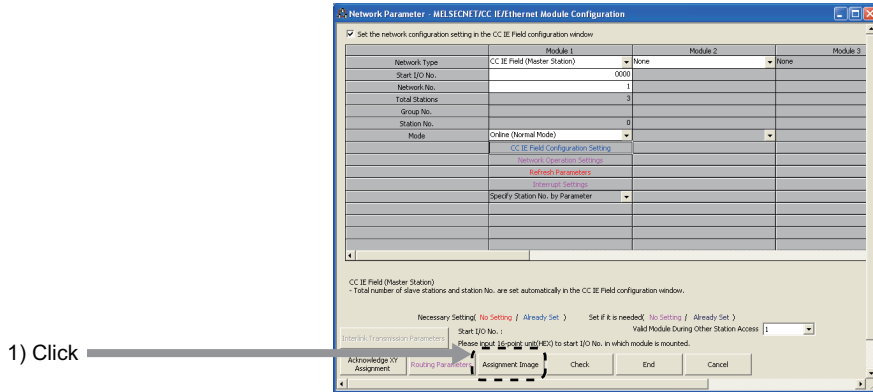 Network Parameter - MELSECNET/CC IE/Ethernet Module Configuration
Set the network configuration setting in the CC IE Field configuration window
Module 1 Module 2 Module 3
Network Type CC IE Field (Master Station) None None
Start I/O No. 0000
Network No. 1
Total Stations 3
Group No.
Station No. 0
Mode Online (Normal Mode)
CC IE Field Configuration Setting
Network Operation Settings
Refresh Parameters
Interrupt Settings
Specify Station No. by Parameter
CC IE Field (Master Station)
- Total number of slave stations and station No. are set automatically in the CC IE Field configuration window.
Necessary Setting( No Setting / Already Set ) Set if it is needed( No Setting / Already Set )
Interlink Transmission Parameters Start I/O No. : Valid Module During Other Station Access 1
Please input 16-point unit(HEX) to start I/O No. in which module is mounted.
1) Click
Acknowledge XY Assignment Routing Parameters Assignment Image Check End Cancel